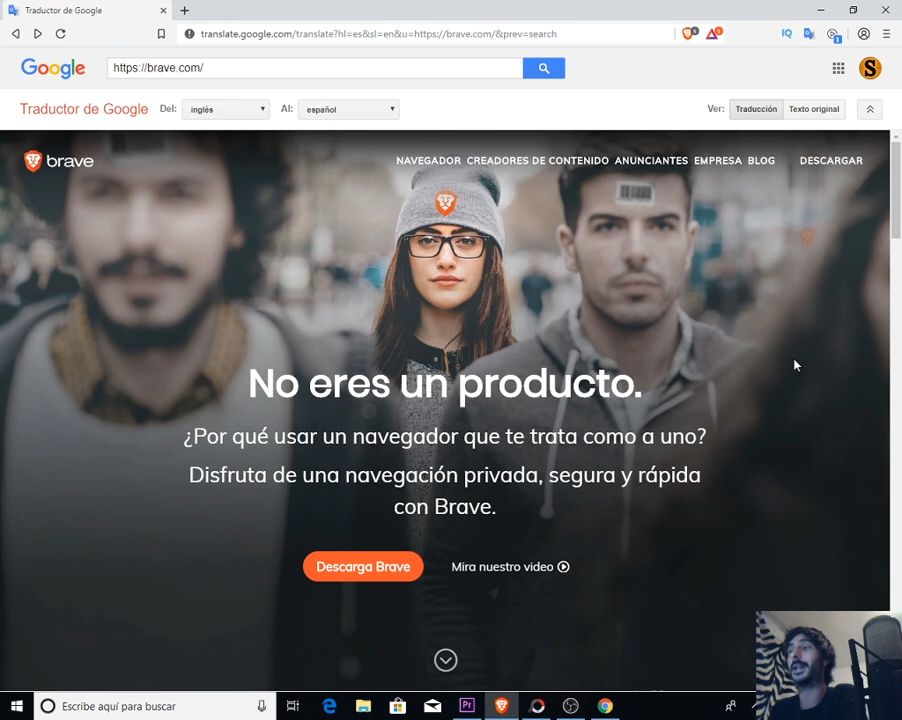 Traductor de Google
translate.google.com/translate?hl=es&sl=en&u=https://brave.com/&prev=search
IQ
Google
https://brave.com/
S
Traductor de Google
Del:
inglés
Al:
español
Ver:
Traducción
Texto original
brave
NAVEGADOR CREADORES DE CONTENIDO ANUNCIANTES EMPRESA BLOG DESCARGAR
No eres un producto.
¿Por qué usar un navegador que te trata como a uno?
Disfruta de una navegación privada, segura y rápida
con Brave.
Descarga Brave
Mira nuestro video
Escribe aquí para buscar
Pr